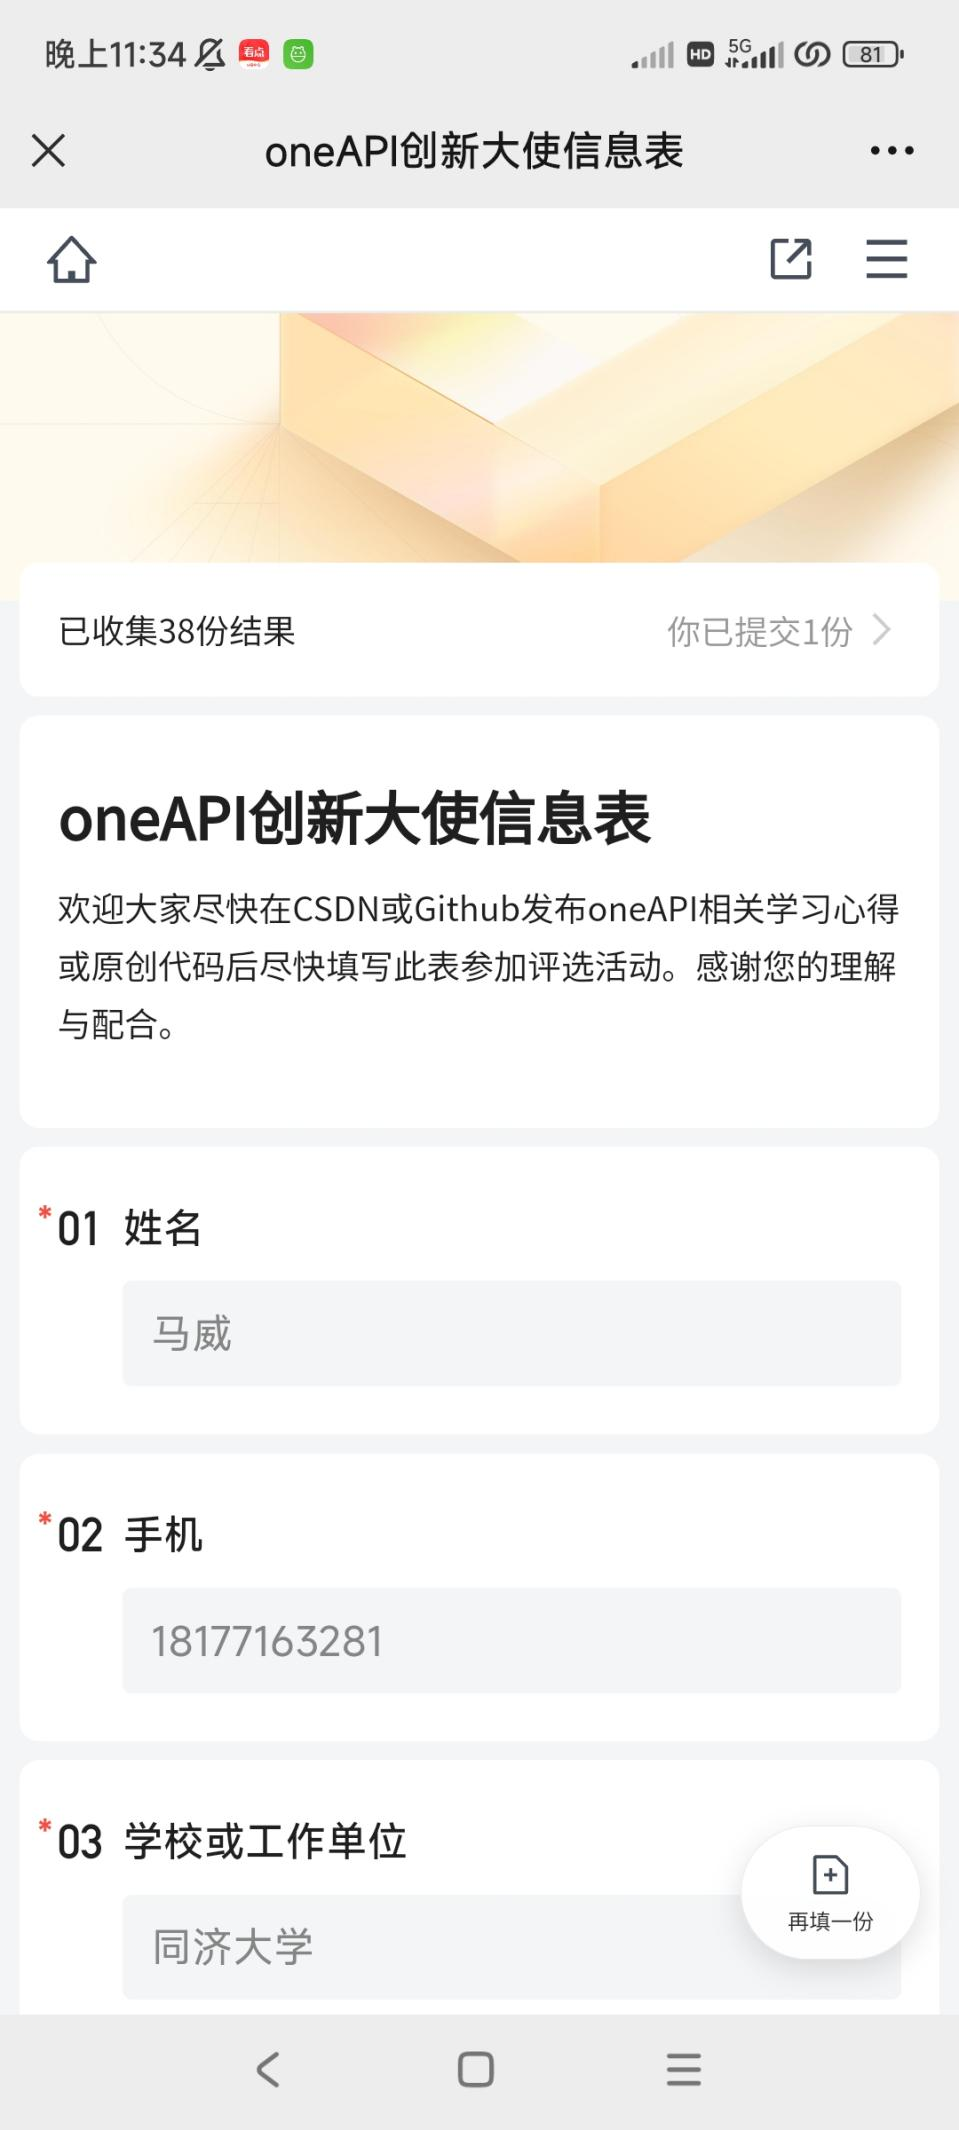 晚上11:34
看点
HD
5G
81
oneAPI创新大使信息表
已收集38份结果
你已提交1份
oneAPI创新大使信息表
欢迎大家尽快在CSDN或Github发布oneAPI相关学习心得
或原创代码后尽快填写此表参加评选活动。感谢您的理解
与配合。
*01 姓名
马威
*02 手机
18177163281
*03 学校或工作单位
同济大学
再填一份